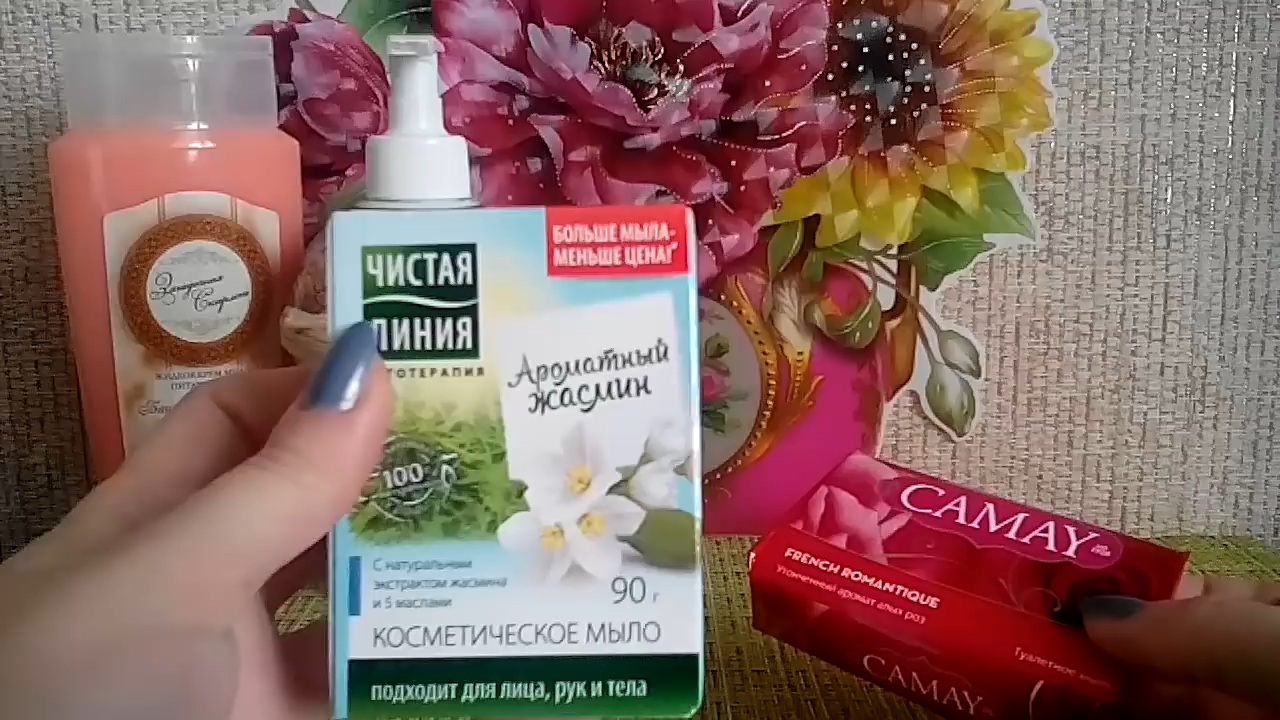 БОЛЬШЕ МЫЛА-
МЕНЬШЕ ЦЕНА!*
ЧИСТАЯ
ЛИНИЯ
Ароматный
жасмин
100
С натуральным
экстрактом жасмина
и 5 маслами
90 г
КОСМЕТИЧЕСКОЕ МЫЛО
ПОДХОДИТ ДЛЯ ЛИЦА, РУК И ТЕЛА
CAMAY
FRENCH ROMANTIQUE
Утонченный аромат алых роз
Туалетное
CAMAY